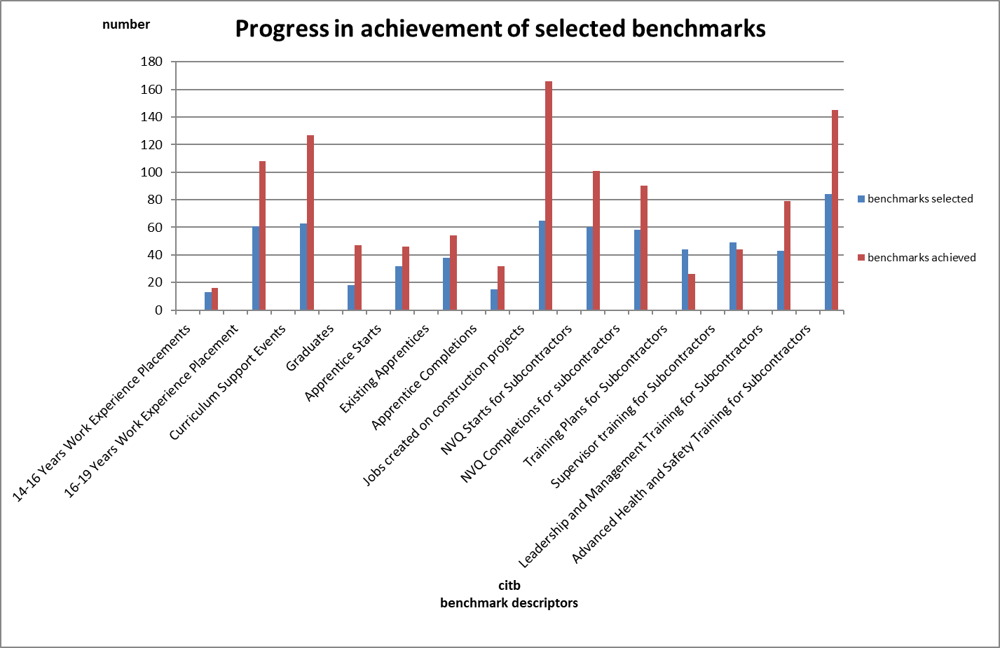 number
Progress in achievement of selected benchmarks
180
160
140
120
100
80
60
40
20
0
benchmarks selected
benchmarks achieved
14-16 Years Work Experience Placements
16-19 Years Work Experience Placement
Curriculum Support Events
Graduates
Apprentice Starts
Existing Apprentices
Apprentice Completions
Jobs created on construction projects
NVQ Starts for Subcontractors
NVQ Completions for subcontractors
Training Plans for Subcontractors
Supervisor training for Subcontractors
Leadership and Management Training for Subcontractors
Advanced Health and Safety Training for Subcontractors
citb
benchmark descriptors